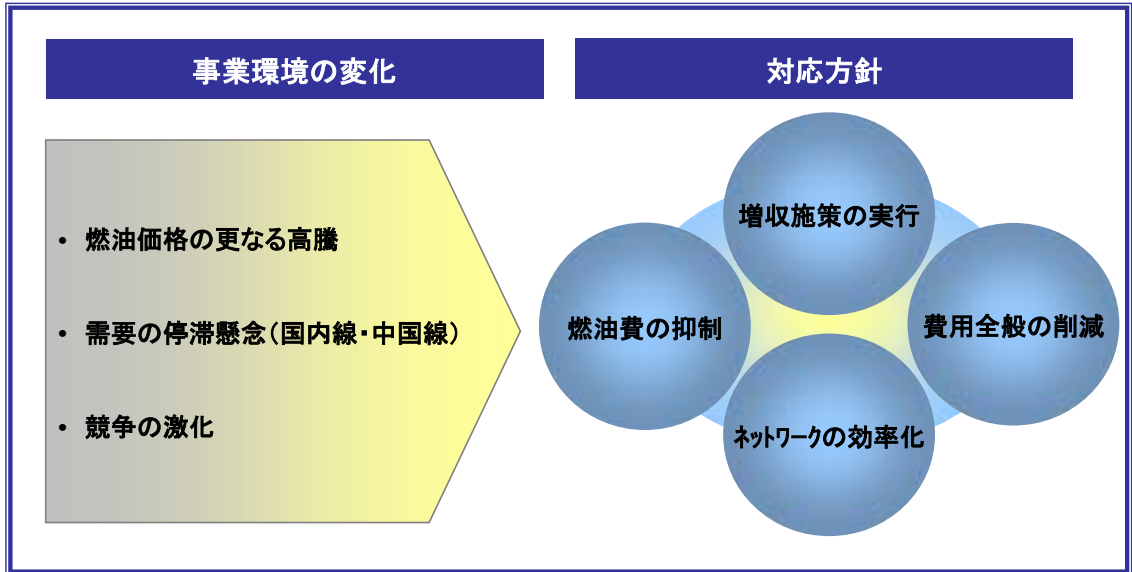 事業環境の変化
対応方針
• 燃油価格の更なる高騰
• 需要の停滞懸念(国内線・中国線)
• 競争の激化
増収施策の実行
燃油費の抑制
費用全般の削減
ネットワークの効率化